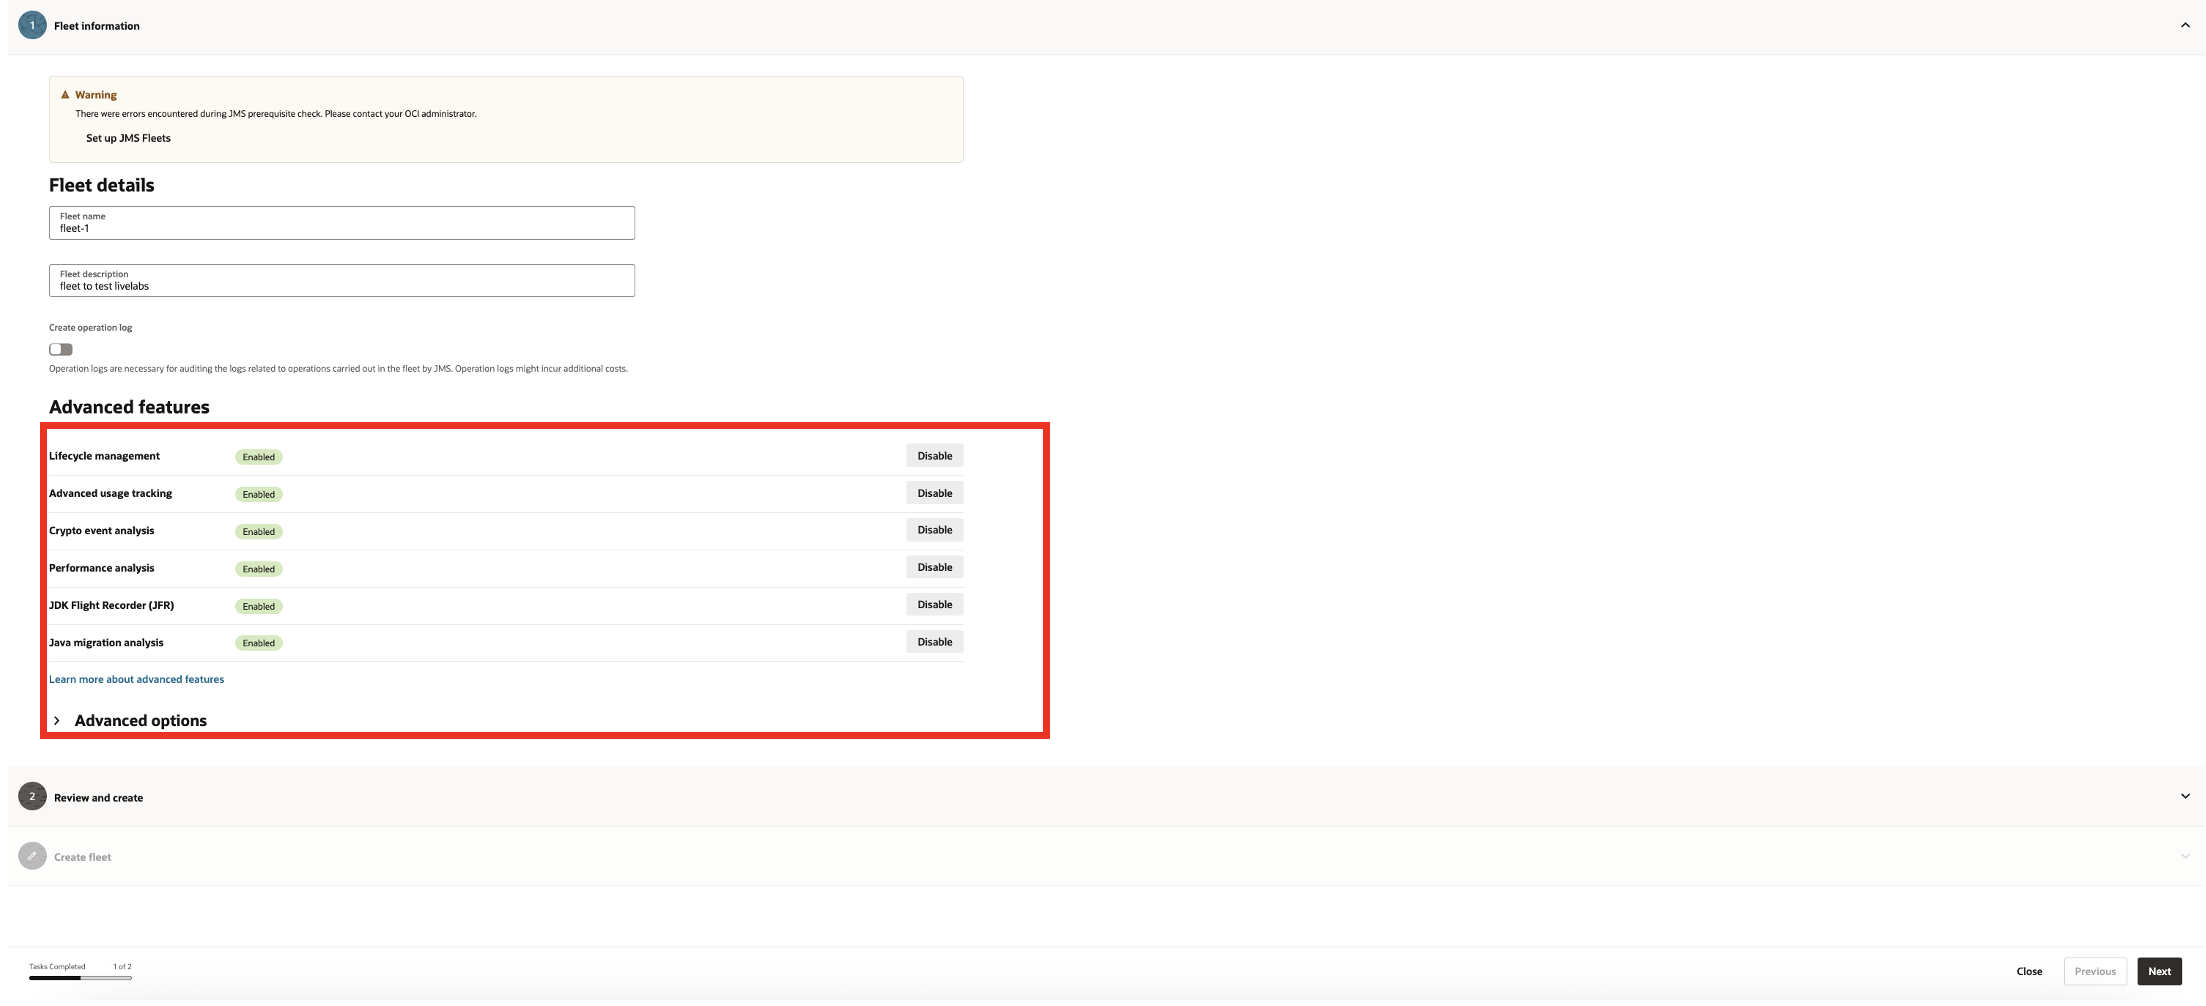 1 Fleet information
Warning
There were errors encountered during JMS prerequisite check. Please contact your OCI administrator.
Set up JMS Fleets
Fleet details
Fleet name
fleet-1
Fleet description
fleet to test livelabs
Create operation log
Operation logs are necessary for auditing the logs related to operations carried out in the fleet by JMS. Operation logs might incur additional costs.
Advanced features
Lifecycle management Enabled Disable
Advanced usage tracking Enabled Disable
Crypto event analysis Enabled Disable
Performance analysis Enabled Disable
JDK Flight Recorder (JFR) Enabled Disable
Java migration analysis Enabled Disable
Learn more about advanced features
Advanced options
2 Review and create
Create fleet
Tasks Completed 1 of 2
Close Previous Next